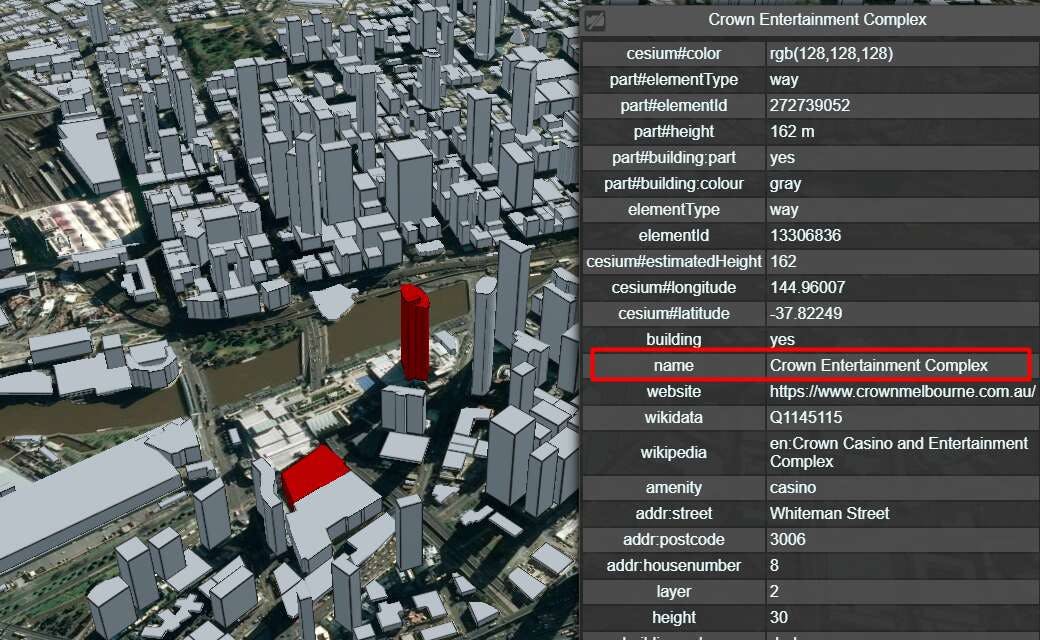 Crown Entertainment Complex
cesium#color rgb(128,128,128)
part#elementType way
part#elementId 272739052
part#height 162 m
part#building:part yes
part#building:colour gray
elementType way
elementId 13306836
cesium#estimatedHeight 162
cesium#longitude 144.96007
cesium#latitude -37.82249
building yes
name Crown Entertainment Complex
website https://www.crownmelbourne.com.au/
wikidata Q1145115
wikipedia en:Crown Casino and Entertainment
Complex
amenity casino
addr:street Whiteman Street
addr:postcode 3006
addr:housenumber 8
layer 2
height 30